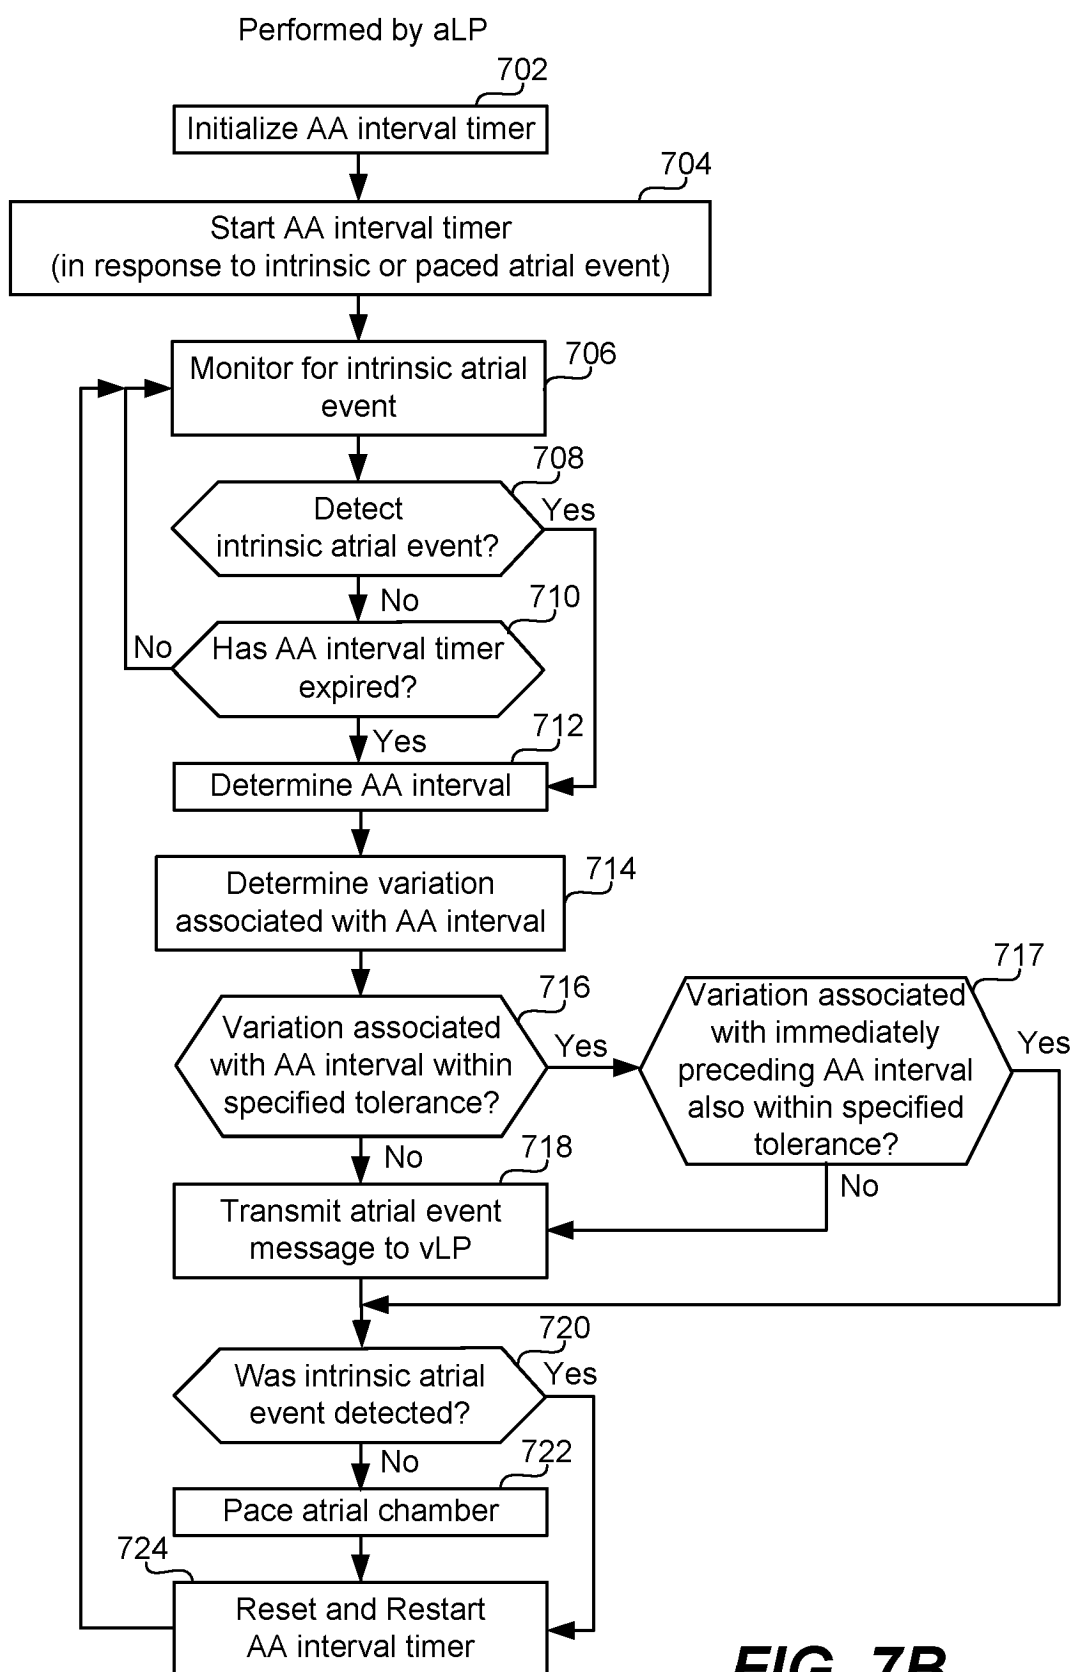 Performed by aLP
702
Initialize AA interval timer
704
Start AA interval timer
(in response to intrinsic or paced atrial event)
706
Monitor for intrinsic atrial
event
708
Detect
intrinsic atrial event?
Yes
No
710
Has AA interval timer
expired?
No
Yes
712
Determine AA interval
714
Determine variation
associated with AA interval
716
Variation associated
with AA interval within
specified tolerance?
Yes
No
717
Variation associated
with immediately
preceding AA interval
also within specified
tolerance?
Yes
No
718
Transmit atrial event
message to vLP
720
Was intrinsic atrial
event detected?
Yes
No
722
Pace atrial chamber
724
Reset and Restart
AA interval timer
FIG. 7B